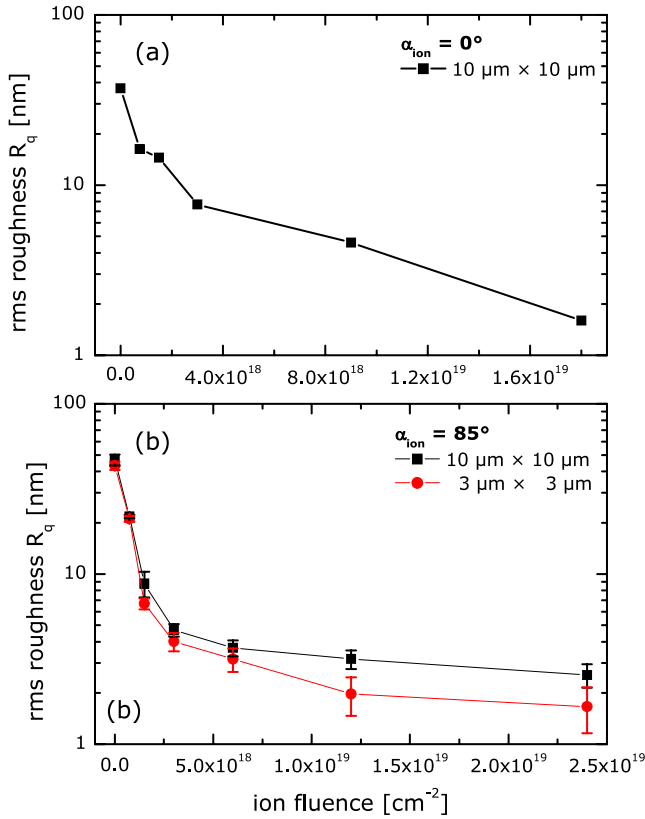 100
(a)
α_ion = 0°
10 µm × 10 µm
rms roughness R_q [nm]
10
1
0.0 4.0x10^18 8.0x10^18 1.2x10^19 1.6x10^19
100
(b)
α_ion = 85°
10 µm × 10 µm
3 µm × 3 µm
rms roughness R_q [nm]
10
(b)
1
0.0 5.0x10^18 1.0x10^19 1.5x10^19 2.0x10^19 2.5x10^19
ion fluence [cm^-2]